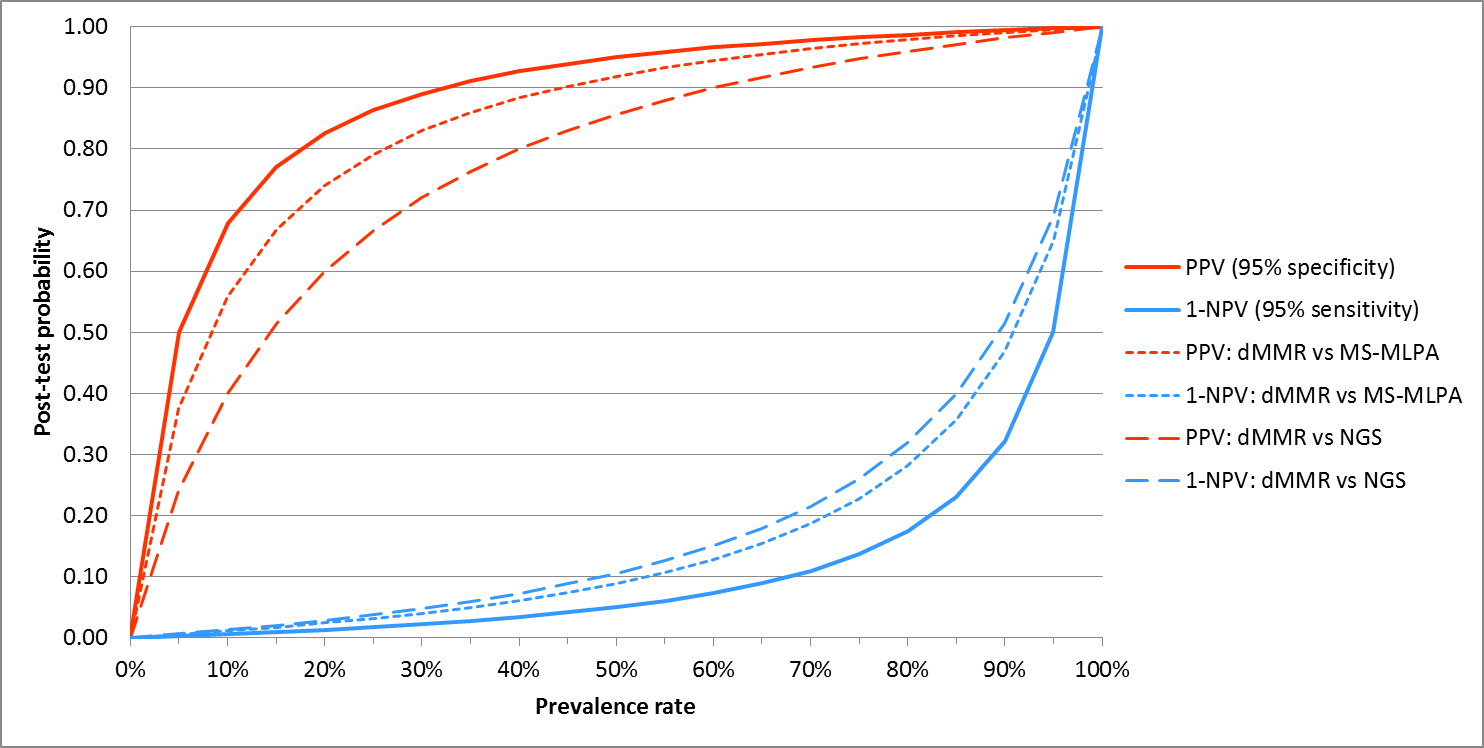 1.00
0.90
0.80
0.70
0.60
0.50
0.40
0.30
0.20
0.10
0.00
Post-test probability
0%
10%
20%
30%
40%
50%
60%
70%
80%
90%
100%
Prevalence rate
PPV (95% specificity)
1-NPV (95% sensitivity)
PPV: dMMR vs MS-MLPA
1-NPV: dMMR vs MS-MLPA
PPV: dMMR vs NGS
1-NPV: dMMR vs NGS